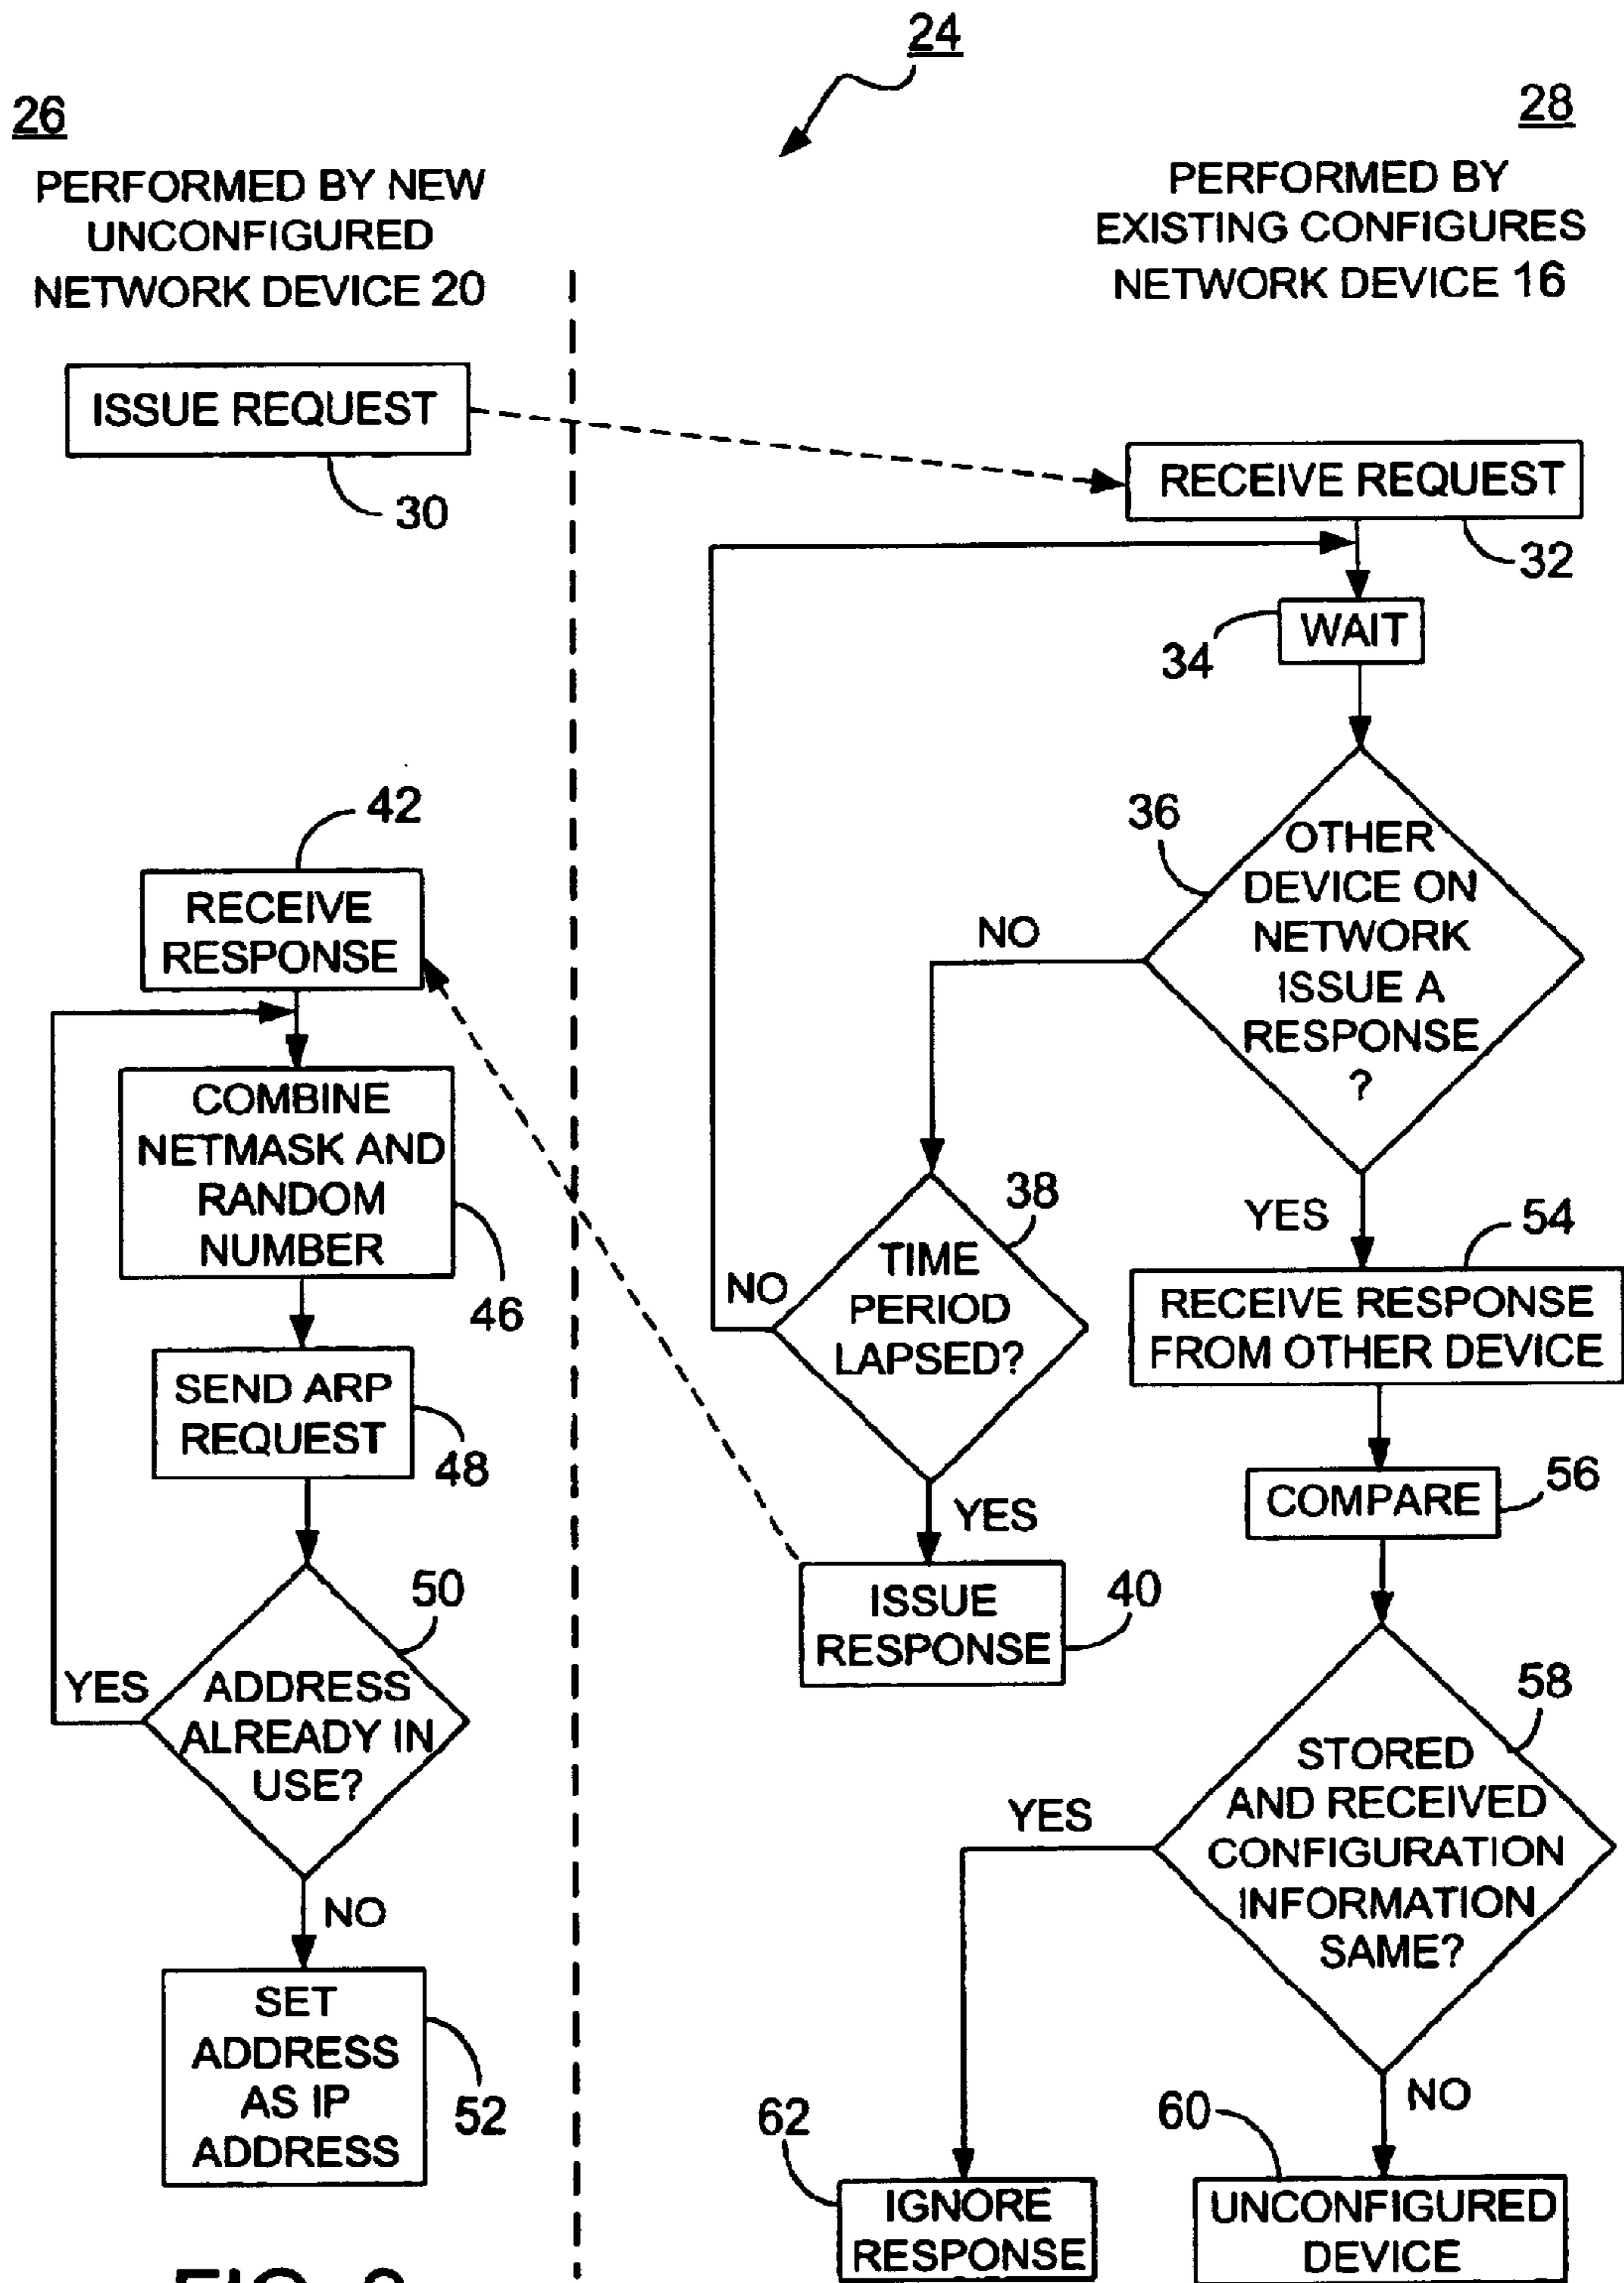 24
26
PERFORMED BY NEW
UNCONFIGURED
NETWORK DEVICE 20
28
PERFORMED BY
EXISTING CONFIGURES
NETWORK DEVICE 16
ISSUE REQUEST
30
RECEIVE REQUEST
32
WAIT
34
36
OTHER
DEVICE ON
NETWORK
ISSUE A
RESPONSE
?
NO
YES
38
TIME
PERIOD
LAPSED?
NO
YES
ISSUE
RESPONSE
40
42
RECEIVE
RESPONSE
COMBINE
NETMASK AND
RANDOM
NUMBER
46
SEND ARP
REQUEST
48
50
ADDRESS
ALREADY IN
USE?
YES
NO
SET
ADDRESS
AS IP
ADDRESS
52
54
RECEIVE RESPONSE
FROM OTHER DEVICE
COMPARE
56
58
STORED
AND RECEIVED
CONFIGURATION
INFORMATION
SAME?
YES
NO
62
IGNORE
RESPONSE
60
UNCONFIGURED
DEVICE
FIG.